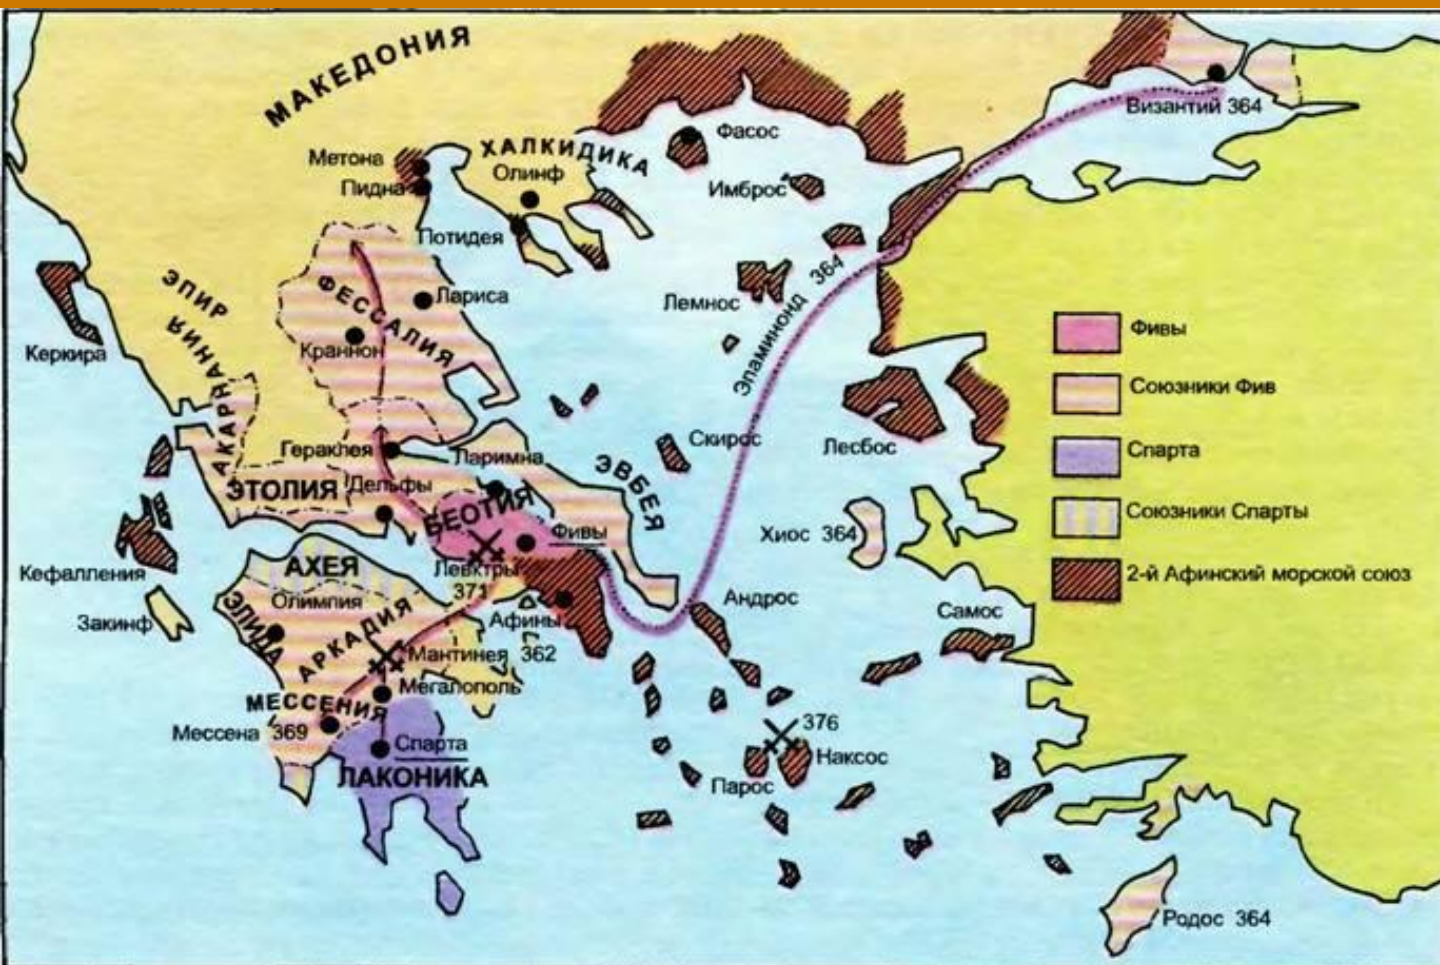 МАКЕДОНИЯ
Византий 364
Фасос
ХАЛКИДИКА
Метона
Олинф
Пидна
Имброс
Потидея
ЭПИР
Лариса
ФЕССАЛИЯ
Лемнос
Эпаминонд 364
Керкира
Краннон
АКАРНАНИЯ
Фивы
Союзники Фив
Спарта
Союзники Спарты
2-й Афинский морской союз
Гераклея
Ларимна
Скирос
Лесбос
ЭВБЕЯ
ЭТОЛИЯ
Дельфы
БЕОТИЯ
Фивы
Хиос 364
Левктры
371
АХЕЯ
Кефалления
Олимпия
Закинф
ЭЛИДА
АРКАДИЯ
Афины
Андрос
Самос
Мантинея 362
Мегалополь
МЕССЕНИЯ
Мессена 369
Спарта
ЛАКОНИКА
376
Наксос
Парос
Родос 364